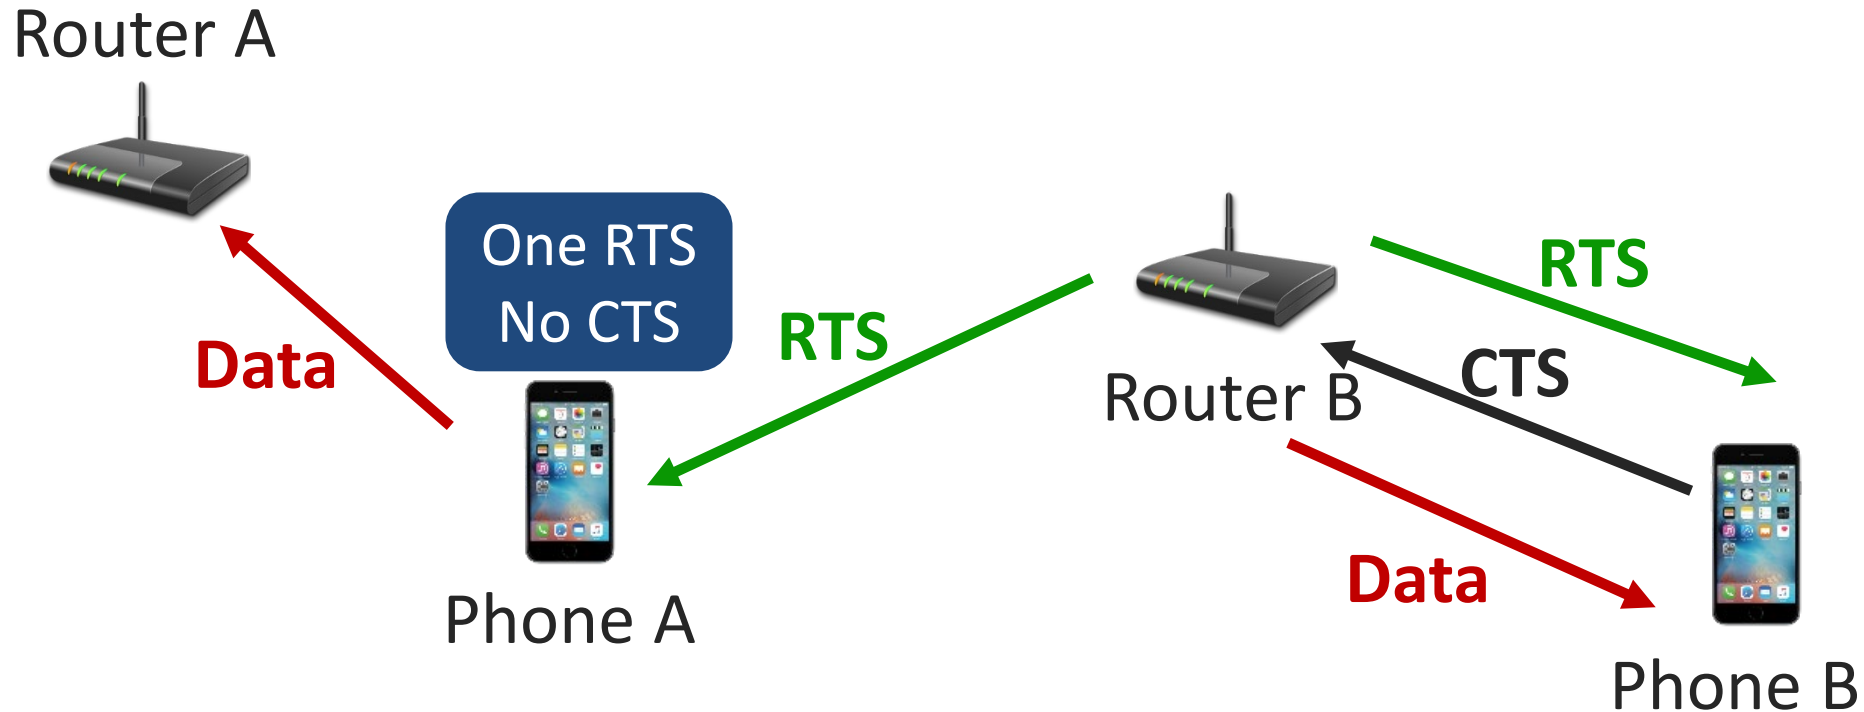 Router A
One RTS
No CTS
RTS
RTS
Data
CTS
Router B
Data
Phone A
Phone B